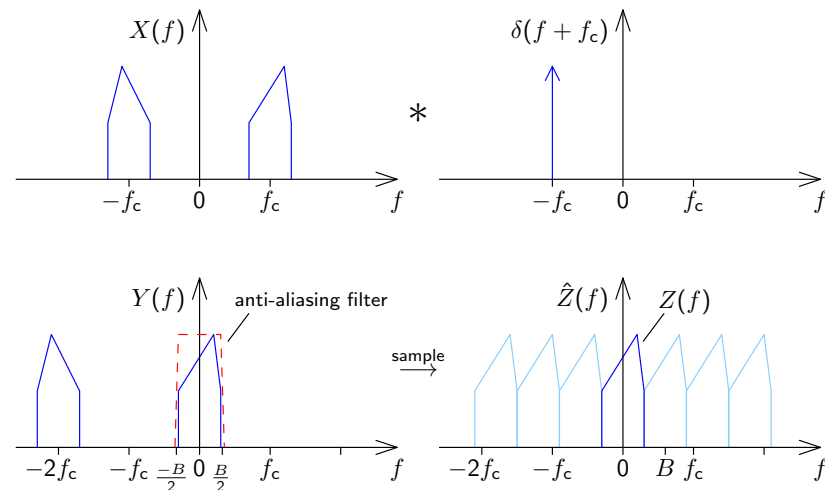 X(f)
−f_c 0 f_c f
∗
δ(f + f_c)
−f_c 0 f_c f
Y(f)
anti-aliasing filter
−2f_c −f_c −B/2 0 B/2 f_c f
sample
→
Ẑ(f) Z(f)
−2f_c −f_c 0 B f_c f